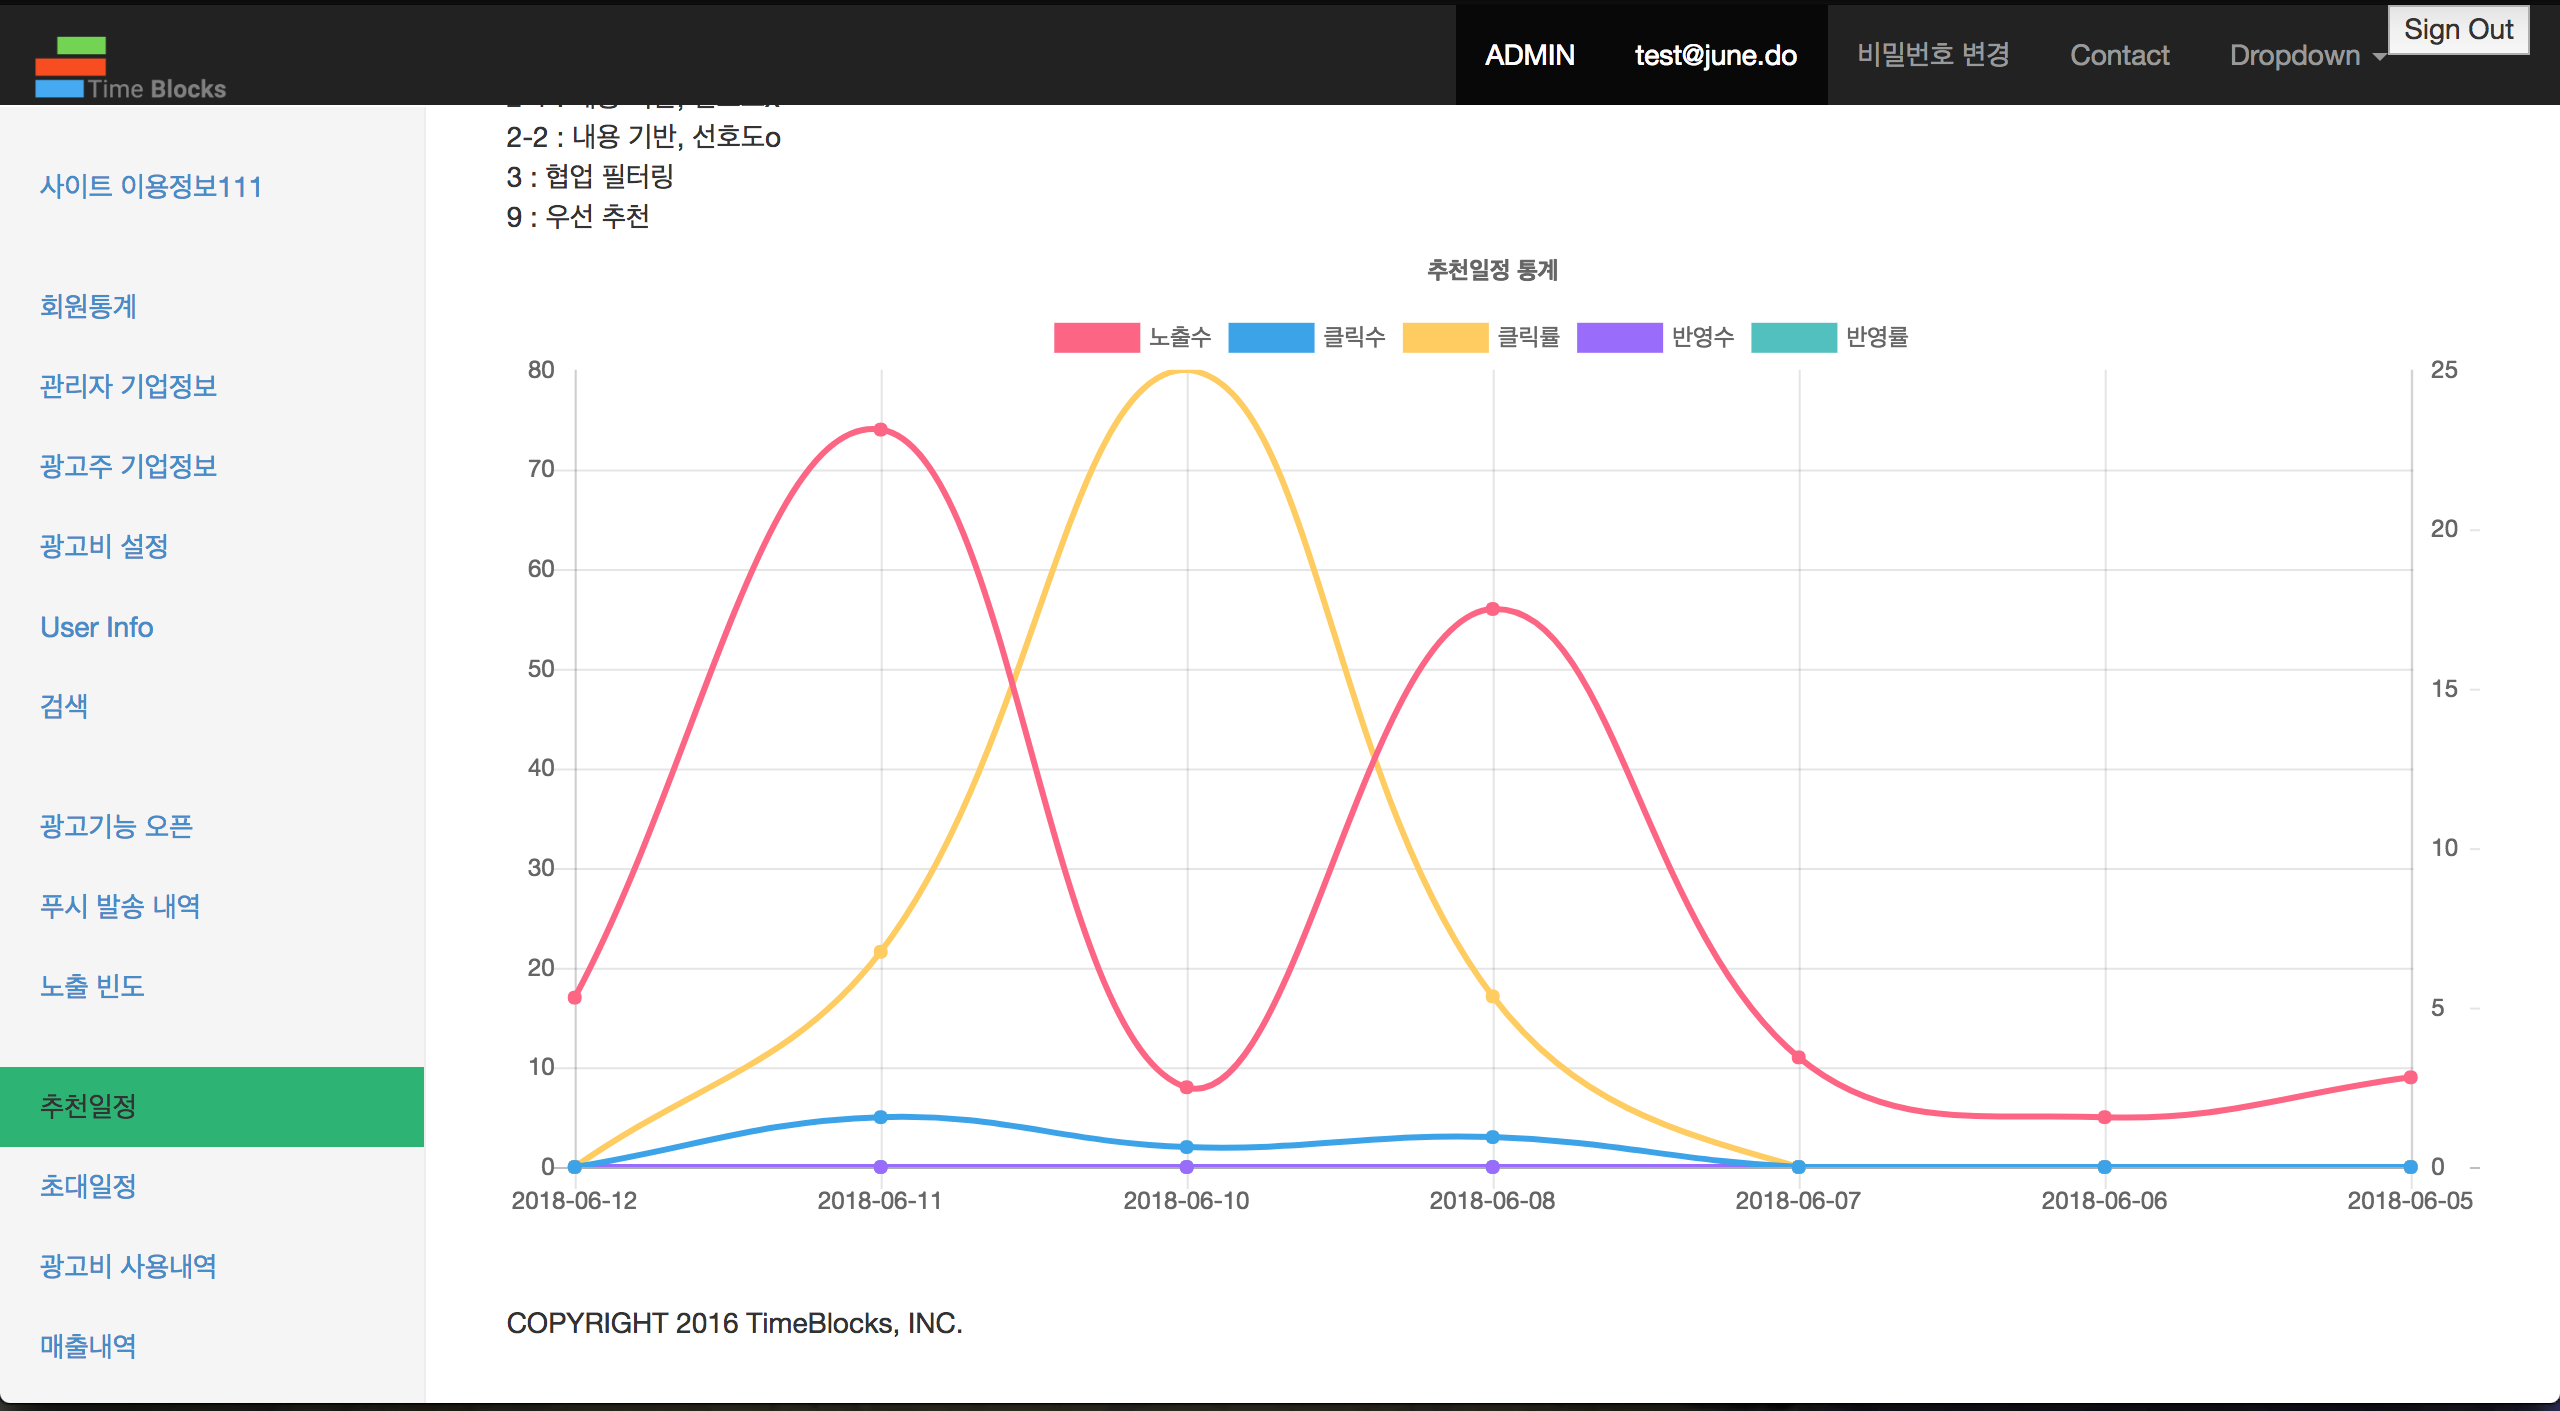 Time Blocks
ADMIN test@june.do 비밀번호 변경 Contact Dropdown Sign Out
사이트 이용정보111
회원통계
관리자 기업정보
광고주 기업정보
광고비 설정
User Info
검색
광고기능 오픈
푸시 발송 내역
노출 빈도
추천일정
초대일정
광고비 사용내역
매출내역
2-2 : 내용 기반, 선호도o
3 : 협업 필터링
9 : 우선 추천
추천일정 통계
노출수 클릭수 클릭률 반영수 반영률
80 25
70
60 20
50
15
40
30 10
20
5
10
0 0
2018-06-12 2018-06-11 2018-06-10 2018-06-08 2018-06-07 2018-06-06 2018-06-05
COPYRIGHT 2016 TimeBlocks, INC.